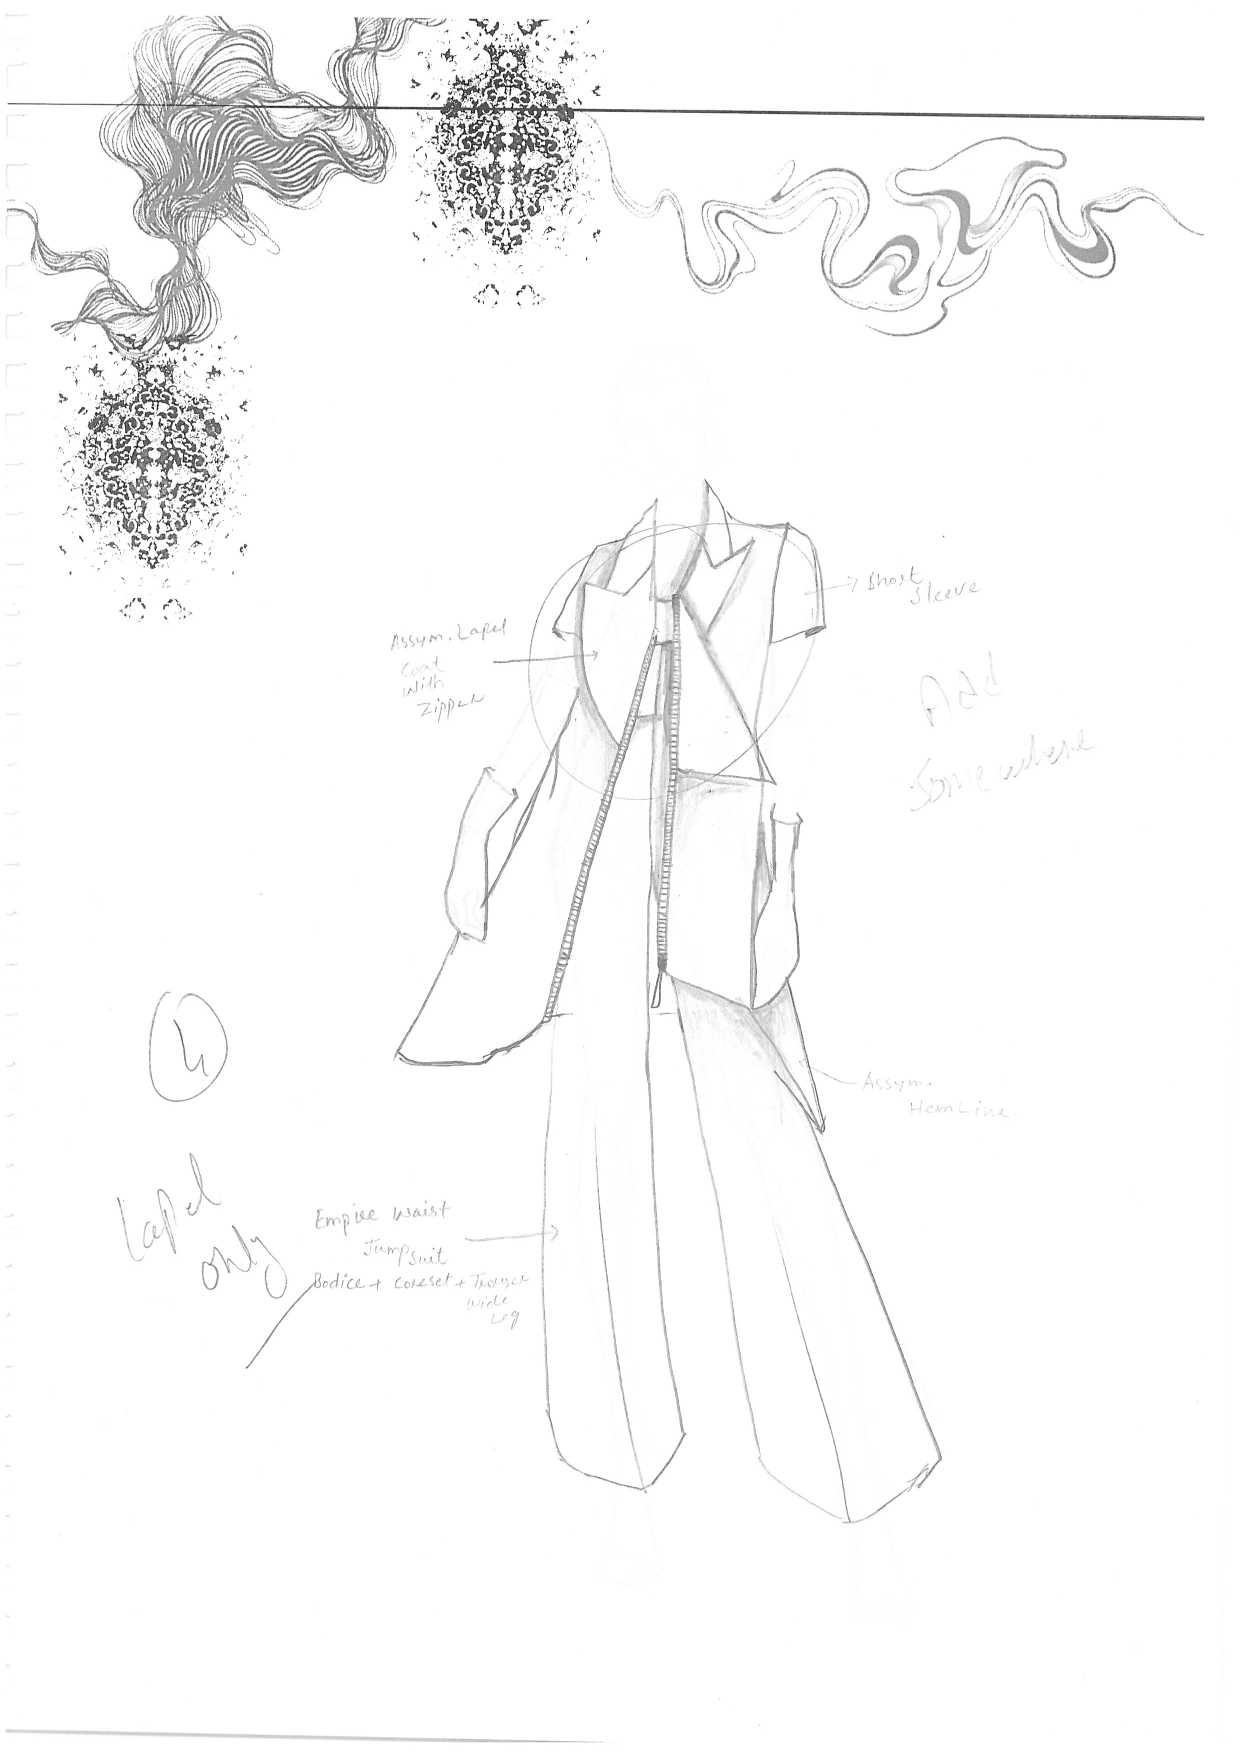 Short
Sleeve
Assym. Lapel
Coat
With
Zipper
Add
Somewhere
4
Assym.
HemLine
Lapel
only
Empire Waist
Jumpsuit
Bodice + Coreset + Trouser
Wide
Leg